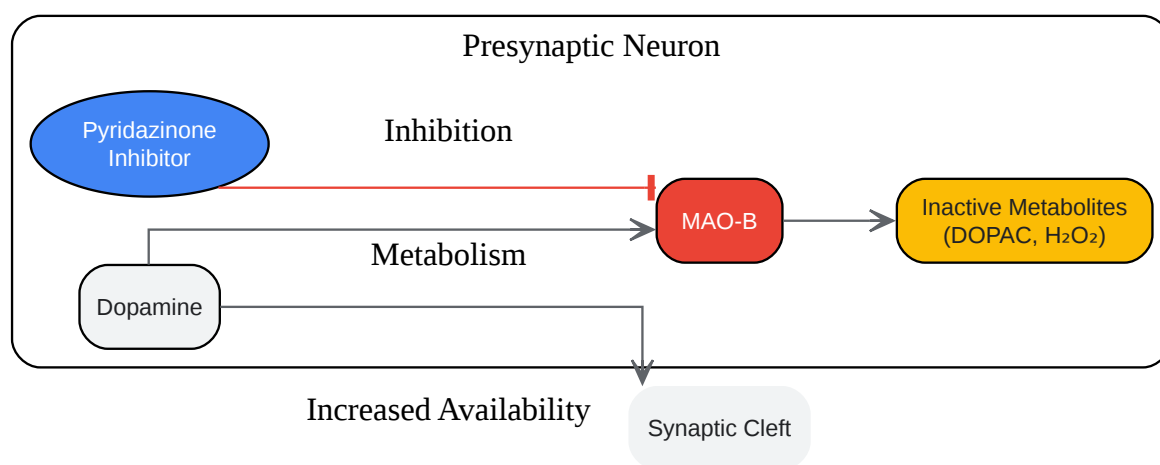 Presynaptic Neuron
Pyridazinone
Inhibitor
Inhibition
MAO-B
Inactive Metabolites
(DOPAC, H₂O₂)
Metabolism
Dopamine
Increased Availability
Synaptic Cleft